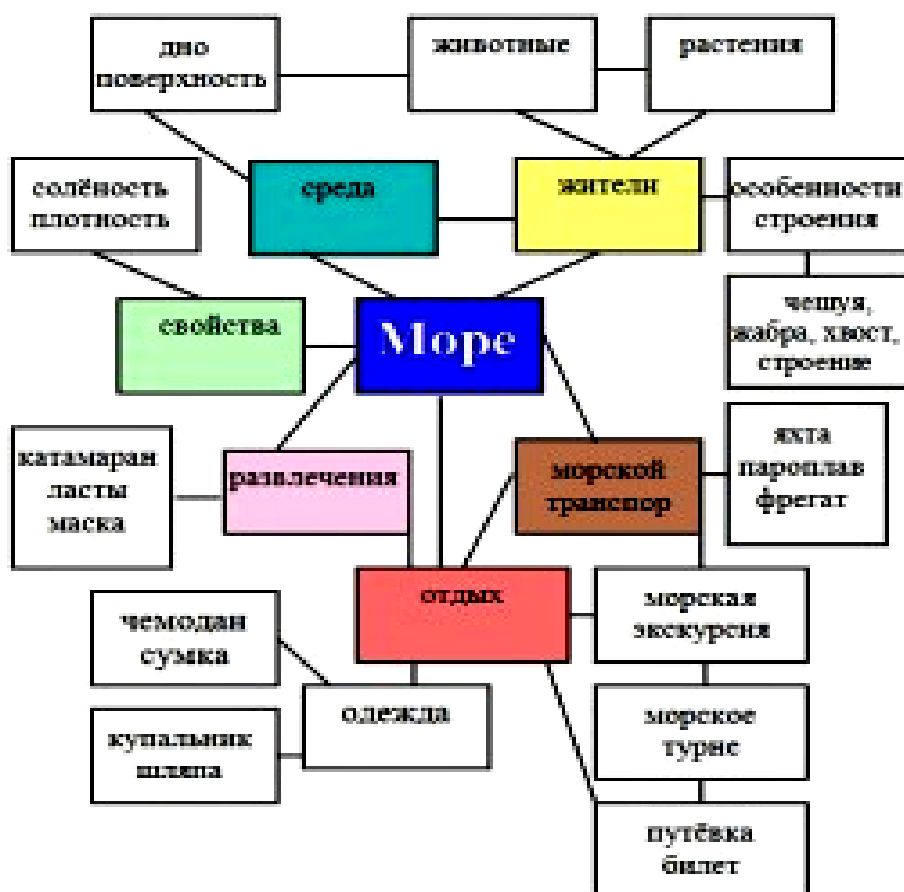 дно
поверхность
животные
растения
солёность
плотность
среда
жители
особенности
строения
свойства
Море
чешуя,
жабра, хвост,
строение
катамаран
ласты
маска
развлечения
морской
транспор
яхта
пароплав
фрегат
отдых
чемодан
сумка
одежда
морская
экскурсия
купальник
шляпа
морское
турне
путёвка
билет